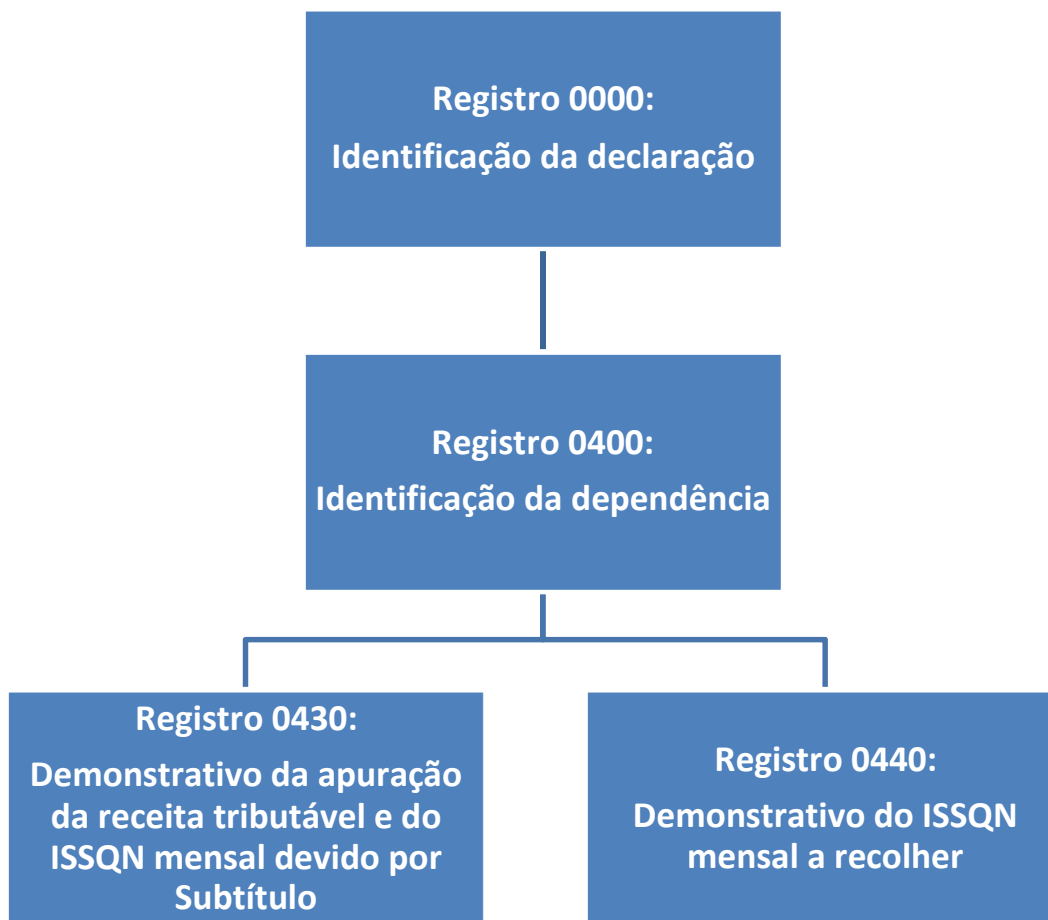 Registro 0000:
Identificação da declaração
Registro 0400:
Identificação da dependência
Registro 0430:
Demonstrativo da apuração
da receita tributável e do
ISSQN mensal devido por
Subtítulo
Registro 0440:
Demonstrativo do ISSQN
mensal a recolher